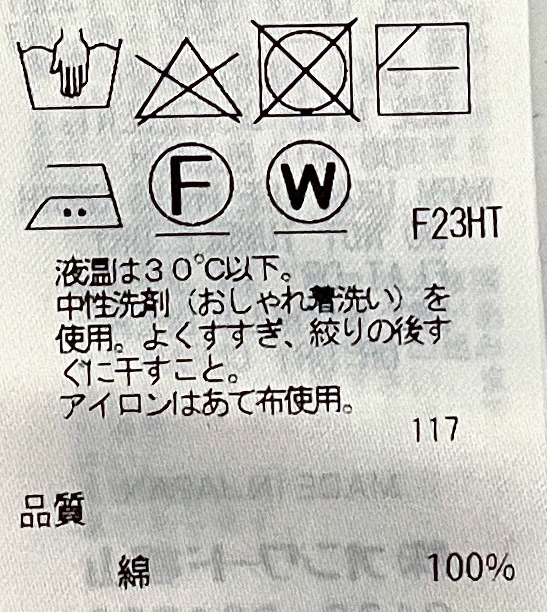 F W
F23HT
液温は30℃以下。
中性洗剤（おしゃれ着洗い）を
使用。よくすすぎ、絞りの後す
ぐに干すこと。
アイロンはあて布使用。
117
品質
綿 100%